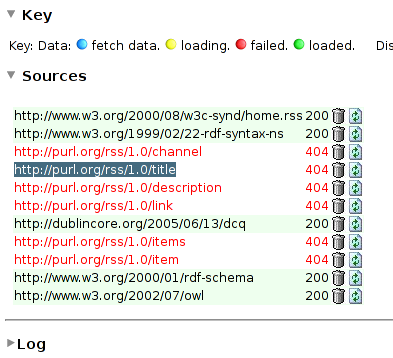 Key
Key: Data: fetch data. loading. failed. loaded. Dis
Sources
http://www.w3.org/2000/08/w3c-synd/home.rss 200
http://www.w3.org/1999/02/22-rdf-syntax-ns 200
http://purl.org/rss/1.0/channel 404
http://purl.org/rss/1.0/title 404
http://purl.org/rss/1.0/description 404
http://purl.org/rss/1.0/link 404
http://dublincore.org/2005/06/13/dcq 200
http://purl.org/rss/1.0/items 404
http://purl.org/rss/1.0/item 404
http://www.w3.org/2000/01/rdf-schema 200
http://www.w3.org/2002/07/owl 200
Log